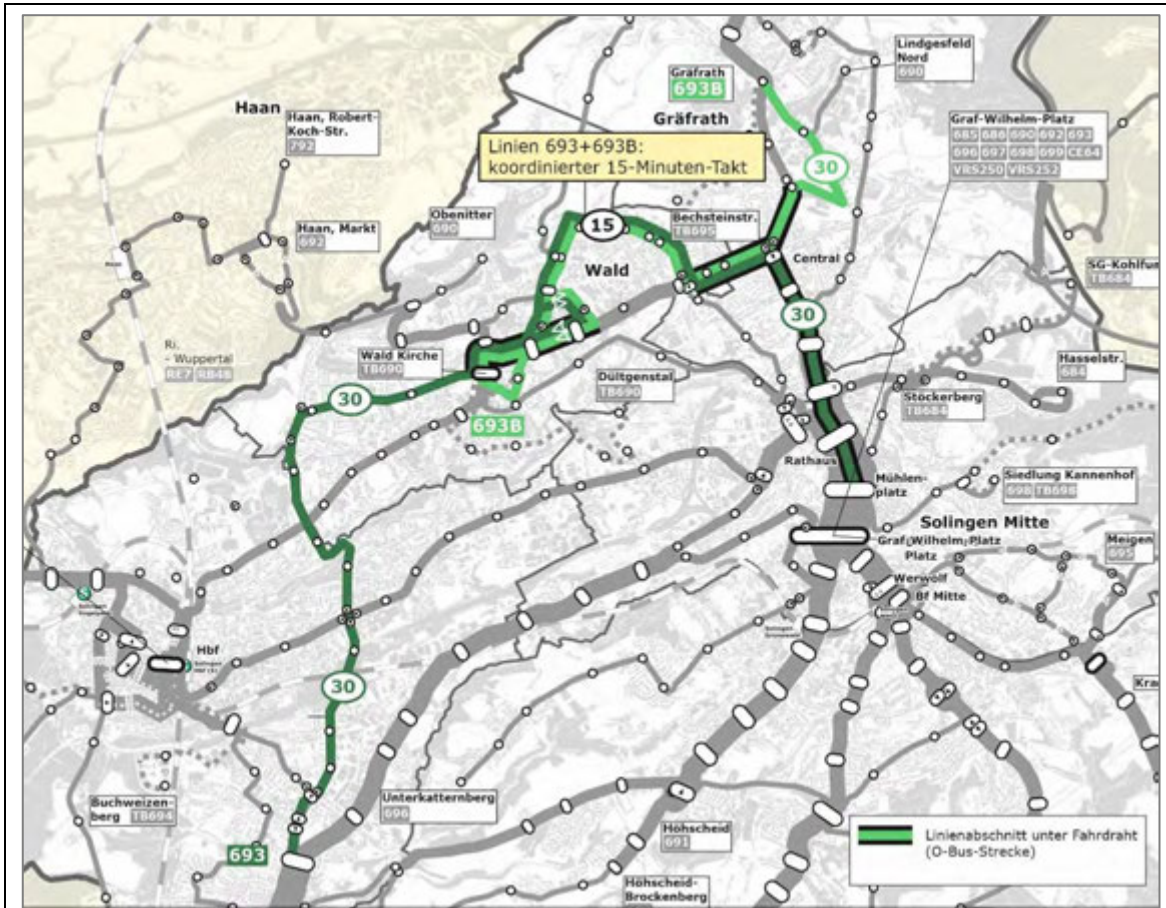 Lindgesfeld
Nord
690
Gräfrath
693B
Haan
Haan, Robert-
Koch-Str.
792
Gräfrath
Graf-Wilhelm-Platz
685 686 690 692 693
696 697 698 699 CE64
VRS250 VRS252
Linien 693+693B:
koordinierter 15-Minuten-Takt
30
Obenitter
690
Haan, Markt
692
15
Bechsteinstr.
TB695
Wald
Central
SG-Kohlfur
TB684
30
Ri.
- Wuppertal
RE7 RB48
Wald Kirche
TB690
Dültgenstal
TB690
Hasselstr.
684
Stöckerberg
TB684
30
693B
Rathaus
Mühlen-
platz
Siedlung Kannenhof
698 TB698
Solingen Mitte
Graf-Wilhelm-Platz
Platz
Meigen
695
Werwolf
Bf Mitte
Hbf
30
Buchweizen-
berg TB694
Unterkatternberg
696
693
Höhscheid
691
Höhscheid-
Brockenberg
Linienabschnitt unter Fahrdraht
(O-Bus-Strecke)